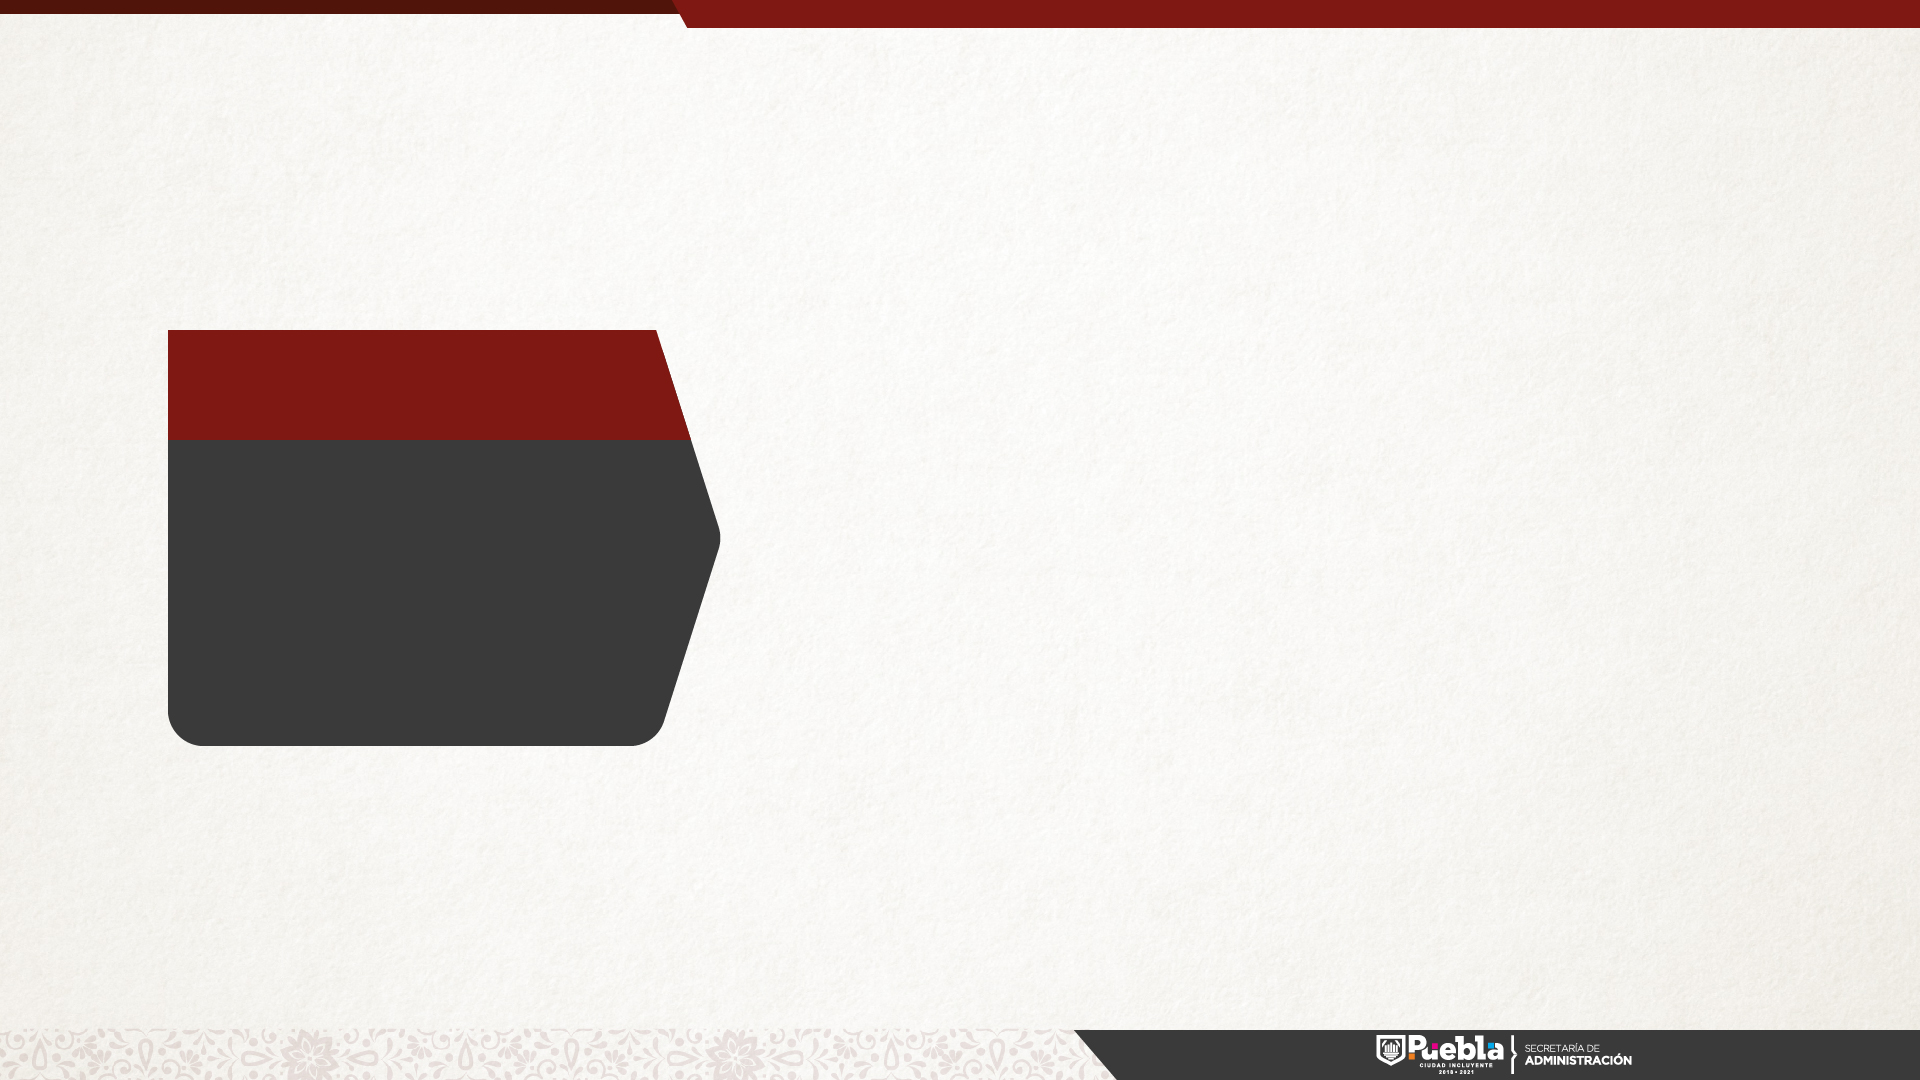 Puebla
CIUDAD INCLUYENTE
2018 • 2021
SECRETARÍA DE
ADMINISTRACIÓN